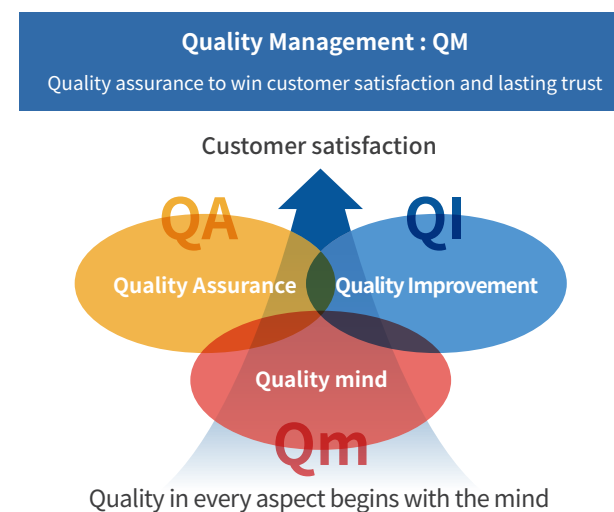 Quality Management : QM
Quality assurance to win customer satisfaction and lasting trust
Customer satisfaction
QA
QI
Quality Assurance
Quality Improvement
Quality mind
Qm
Quality in every aspect begins with the mind